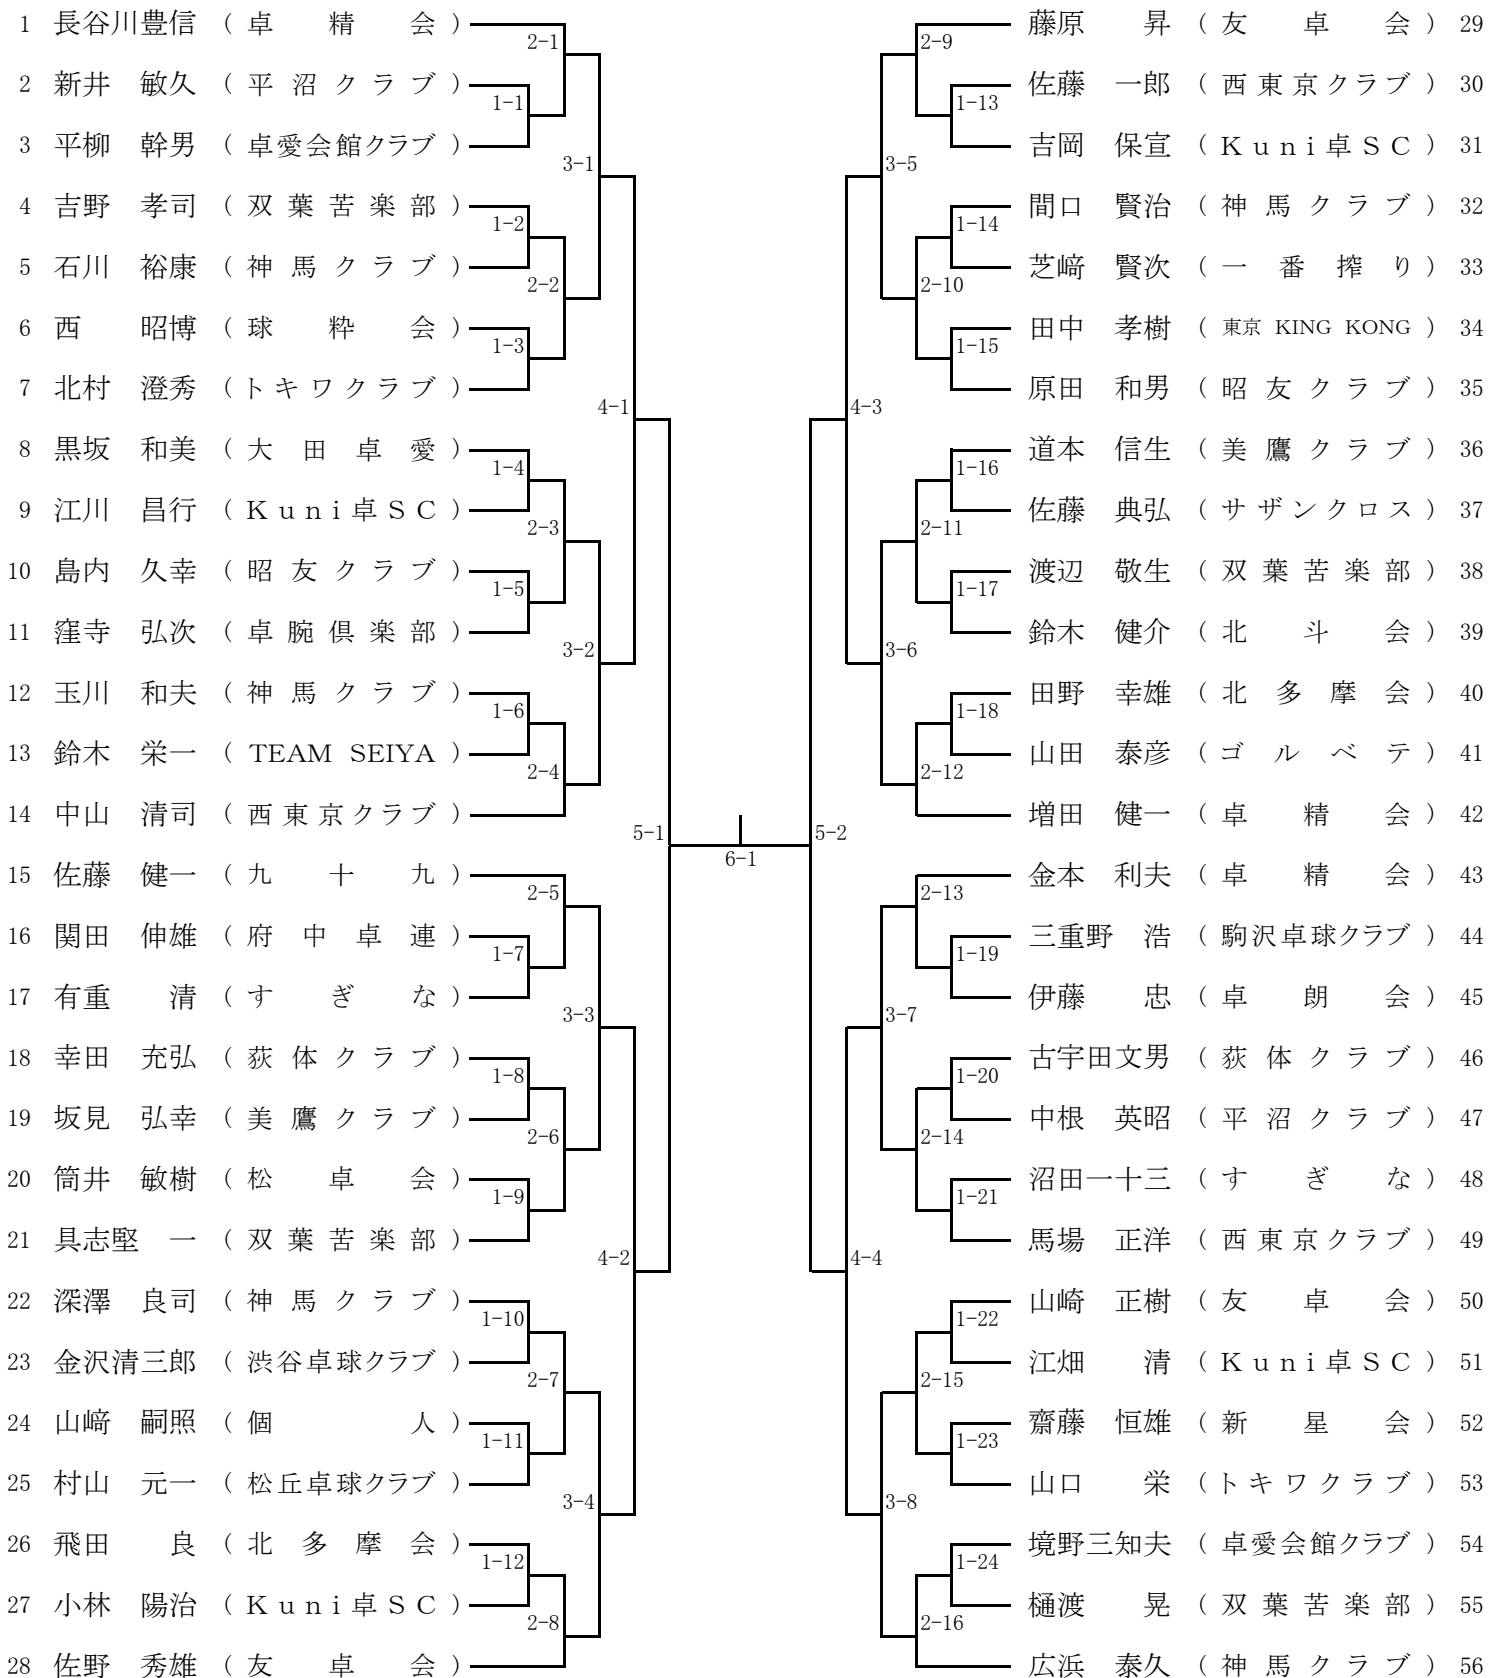 1 長谷川豊信 (卓精会)
2-1
2 新井 敏久 (平沼クラブ)
1-1
3 平柳 幹男 (卓愛会館クラブ)
3-1
4 吉野 孝司 (双葉苦楽部)
1-2
5 石川 裕康 (神馬クラブ)
2-2
6 西 昭博 (球粋会)
1-3
7 北村 澄秀 (トキワクラブ)
4-1
8 黒坂 和美 (大田卓愛)
1-4
9 江川 昌行 (Kuni卓SC)
2-3
10 島内 久幸 (昭友クラブ)
1-5
11 窪寺 弘次 (卓腕倶楽部)
3-2
12 玉川 和夫 (神馬クラブ)
1-6
13 鈴木 栄一 (TEAM SEIYA)
2-4
14 中山 清司 (西東京クラブ)
5-1
15 佐藤 健一 (九十九)
2-5
16 関田 伸雄 (府中卓連)
1-7
17 有重 清 (すぎな)
3-3
18 幸田 充弘 (荻体クラブ)
1-8
19 坂見 弘幸 (美鷹クラブ)
2-6
20 筒井 敏樹 (松卓会)
1-9
21 具志堅 一 (双葉苦楽部)
4-2
22 深澤 良司 (神馬クラブ)
1-10
23 金沢清三郎 (渋谷卓球クラブ)
2-7
24 山﨑 嗣照 (個人)
1-11
25 村山 元一 (松丘卓球クラブ)
3-4
26 飛田 良 (北多摩会)
1-12
27 小林 陽治 (Kuni卓SC)
2-8
28 佐野 秀雄 (友卓会)
6-1
藤原 昇 (友卓会) 29
2-9
佐藤 一郎 (西東京クラブ) 30
1-13
吉岡 保宣 (Kuni卓SC) 31
3-5
間口 賢治 (神馬クラブ) 32
1-14
芝﨑 賢次 (一番搾り) 33
2-10
田中 孝樹 (東京 KING KONG) 34
1-15
原田 和男 (昭友クラブ) 35
4-3
道本 信生 (美鷹クラブ) 36
1-16
佐藤 典弘 (サザンクロス) 37
2-11
渡辺 敬生 (双葉苦楽部) 38
1-17
鈴木 健介 (北斗会) 39
3-6
田野 幸雄 (北多摩会) 40
1-18
山田 泰彦 (ゴルベテ) 41
2-12
増田 健一 (卓精会) 42
5-2
金本 利夫 (卓精会) 43
2-13
三重野 浩 (駒沢卓球クラブ) 44
1-19
伊藤 忠 (卓朗会) 45
3-7
古宇田文男 (荻体クラブ) 46
1-20
中根 英昭 (平沼クラブ) 47
2-14
沼田一十三 (すぎな) 48
1-21
馬場 正洋 (西東京クラブ) 49
4-4
山崎 正樹 (友卓会) 50
1-22
江畑 清 (Kuni卓SC) 51
2-15
齋藤 恒雄 (新星会) 52
1-23
山口 栄 (トキワクラブ) 53
3-8
境野三知夫 (卓愛会館クラブ) 54
1-24
樋渡 晃 (双葉苦楽部) 55
2-16
広浜 泰久 (神馬クラブ) 56